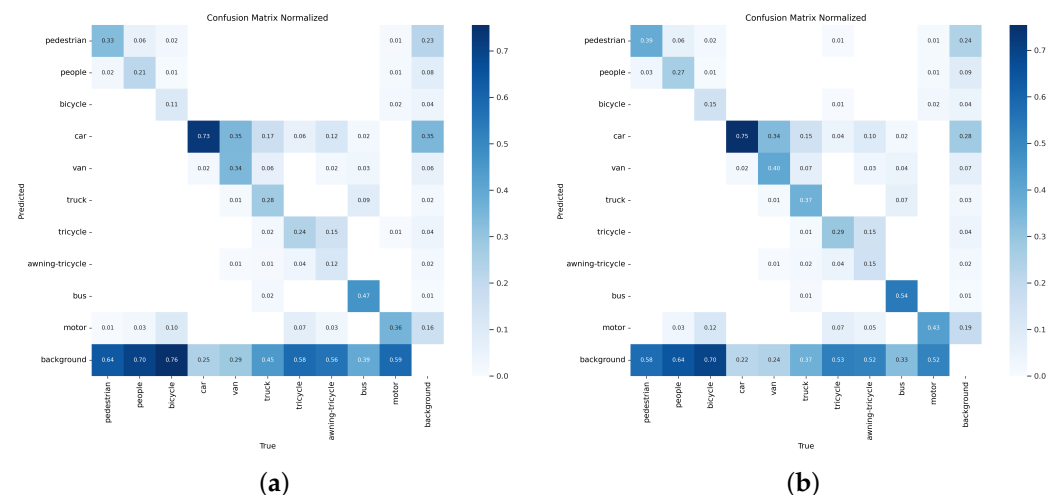 Confusion Matrix Normalized
pedestrian 0.33 0.06 0.02 0.01 0.23
people 0.02 0.21 0.01 0.01 0.08
bicycle 0.11 0.02 0.04
car 0.73 0.35 0.17 0.06 0.12 0.02 0.35
van 0.02 0.34 0.06 0.02 0.03 0.06
truck 0.01 0.28 0.09 0.02
tricycle 0.02 0.24 0.15 0.01 0.04
awning-tricycle 0.01 0.01 0.04 0.12 0.02
bus 0.02 0.47 0.01
motor 0.01 0.03 0.10 0.07 0.03 0.36 0.16
background 0.64 0.70 0.76 0.25 0.29 0.45 0.58 0.56 0.39 0.59
Predicted
pedestrian people bicycle car van truck tricycle awning-tricycle bus motor background
True
0.7
0.6
0.5
0.4
0.3
0.2
0.1
0.0
(a)
Confusion Matrix Normalized
pedestrian 0.39 0.06 0.02 0.01 0.01 0.24
people 0.03 0.27 0.01 0.01 0.09
bicycle 0.15 0.01 0.02 0.04
car 0.75 0.34 0.15 0.04 0.10 0.02 0.28
van 0.02 0.40 0.07 0.03 0.04 0.07
truck 0.01 0.37 0.07 0.03
tricycle 0.01 0.29 0.15 0.04
awning-tricycle 0.01 0.02 0.04 0.15 0.02
bus 0.01 0.54 0.01
motor 0.03 0.12 0.07 0.05 0.43 0.19
background 0.58 0.64 0.70 0.22 0.24 0.37 0.53 0.52 0.33 0.52
Predicted
pedestrian people bicycle car van truck tricycle awning-tricycle bus motor background
True
0.7
0.6
0.5
0.4
0.3
0.2
0.1
0.0
(b)